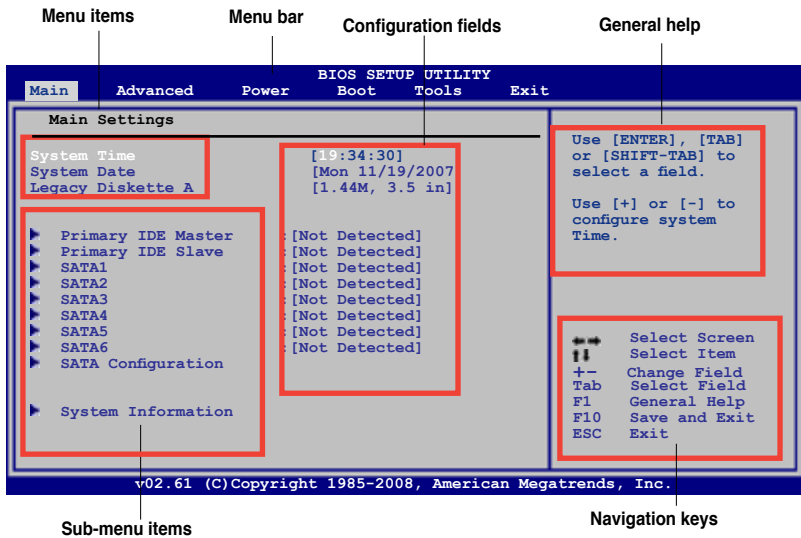 Menu items Menu bar Configuration fields General help
BIOS SETUP UTILITY
Main Advanced Power Boot Tools Exit
Main Settings
System Time [19:34:30]
System Date [Mon 11/19/2007
Legacy Diskette A [1.44M, 3.5 in]
Primary IDE Master :[Not Detected]
Primary IDE Slave :[Not Detected]
SATA1 :[Not Detected]
SATA2 :[Not Detected]
SATA3 :[Not Detected]
SATA4 :[Not Detected]
SATA5 :[Not Detected]
SATA6 :[Not Detected]
SATA Configuration
System Information
Use [ENTER], [TAB]
or [SHIFT-TAB] to
select a field.
Use [+] or [-] to
configure system
Time.
←→ Select Screen
↑↓ Select Item
+- Change Field
Tab Select Field
F1 General Help
F10 Save and Exit
ESC Exit
v02.61 (C)Copyright 1985-2008, American Megatrends, Inc.
Sub-menu items Navigation keys